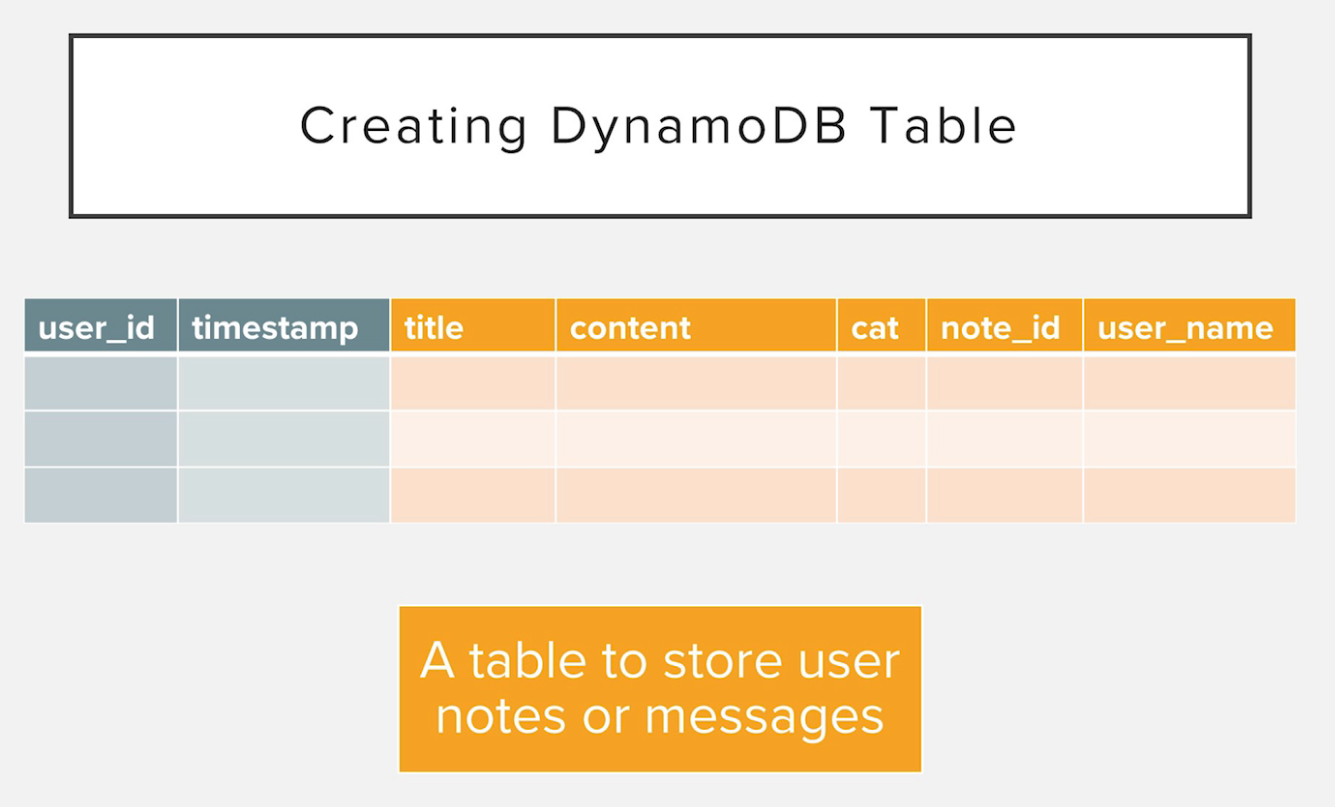 Creating DynamoDB Table
user_id timestamp title content cat note_id user_name
A table to store user
notes or messages